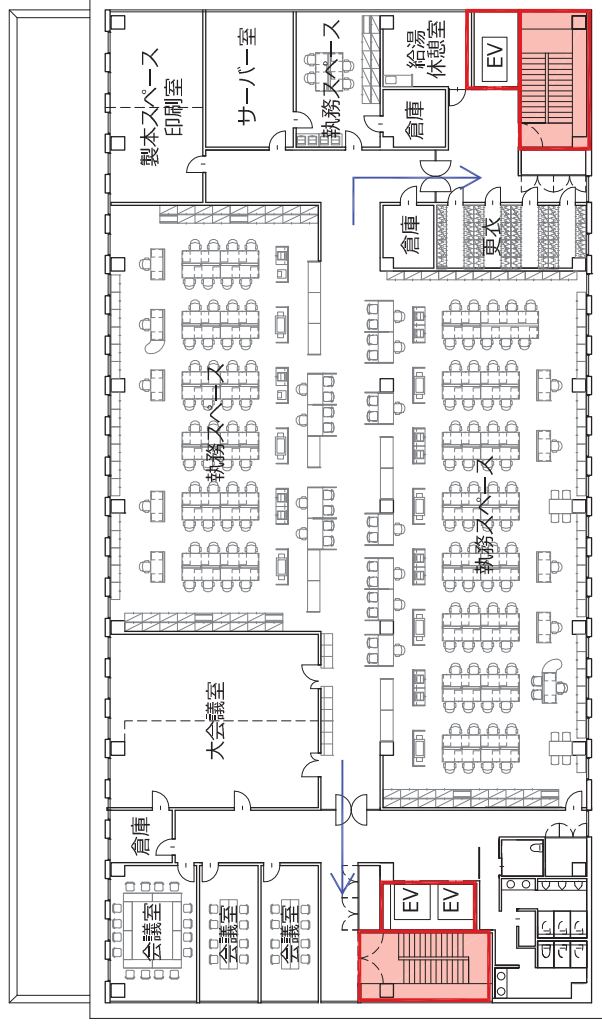 製本スペース
印刷室
サーバー室
執務スペース
給湯
休憩室
EV
倉庫
倉庫
更衣
執務スペース
執務スペース
大会議室
倉庫
会議室
会議室
会議室
EV
EV